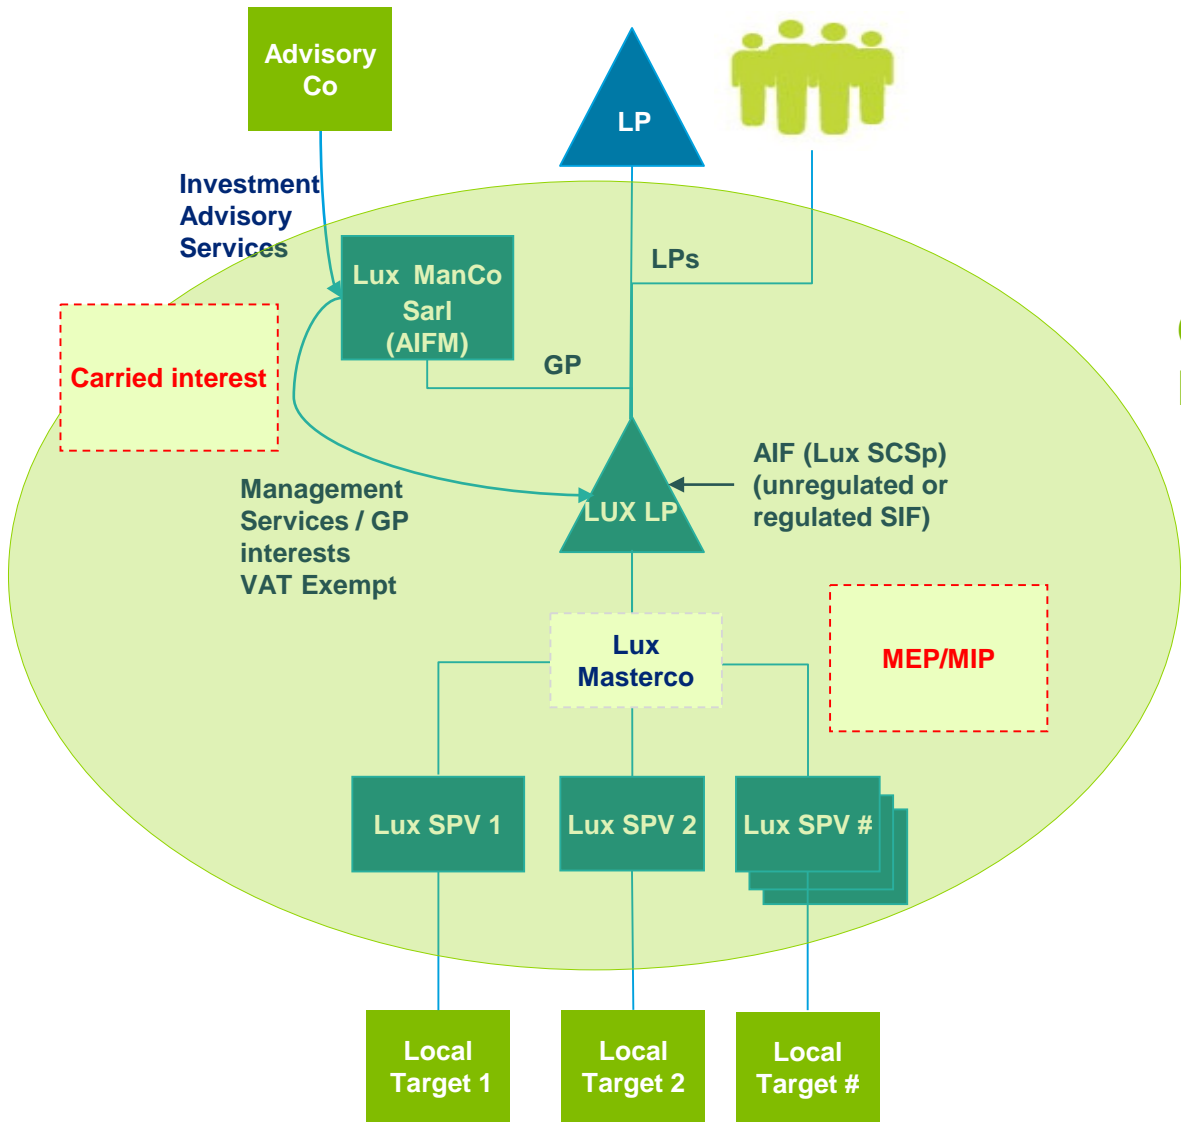 Advisory
Co
LP
Investment
Advisory
Services
LPs
Lux ManCo
Sarl
(AIFM)
GP
Carried interest
AIF (Lux SCSp)
(unregulated or
regulated SIF)
Management
Services / GP
interests
VAT Exempt
LUX LP
Lux
Masterco
MEP/MIP
Lux SPV 1
Lux SPV 2
Lux SPV #
Local
Target 1
Local
Target 2
Local
Target #